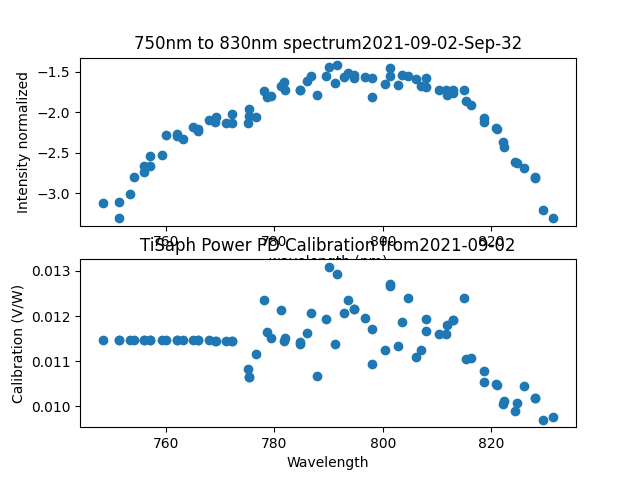 750nm to 830nm spectrum2021-09-02-Sep-32
Intensity normalized
−1.5
−2.0
−2.5
−3.0
760 780 800 820
wavelength (nm)
TiSaph Power PD Calibration from2021-09-02
Calibration (V/W)
0.013
0.012
0.011
0.010
760 780 800 820
Wavelength